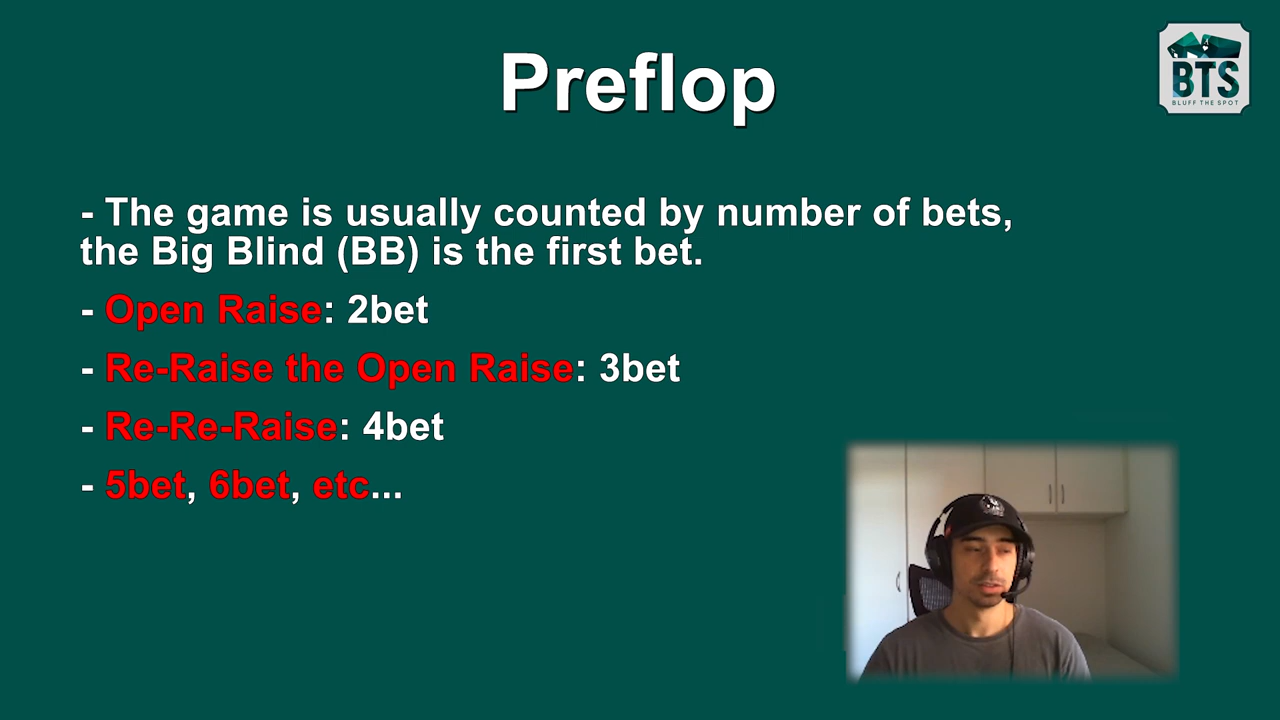 Preflop
BTS
BLUFF THE SPOT
- The game is usually counted by number of bets,
the Big Blind (BB) is the first bet.
- Open Raise: 2bet
- Re-Raise the Open Raise: 3bet
- Re-Re-Raise: 4bet
- 5bet, 6bet, etc...